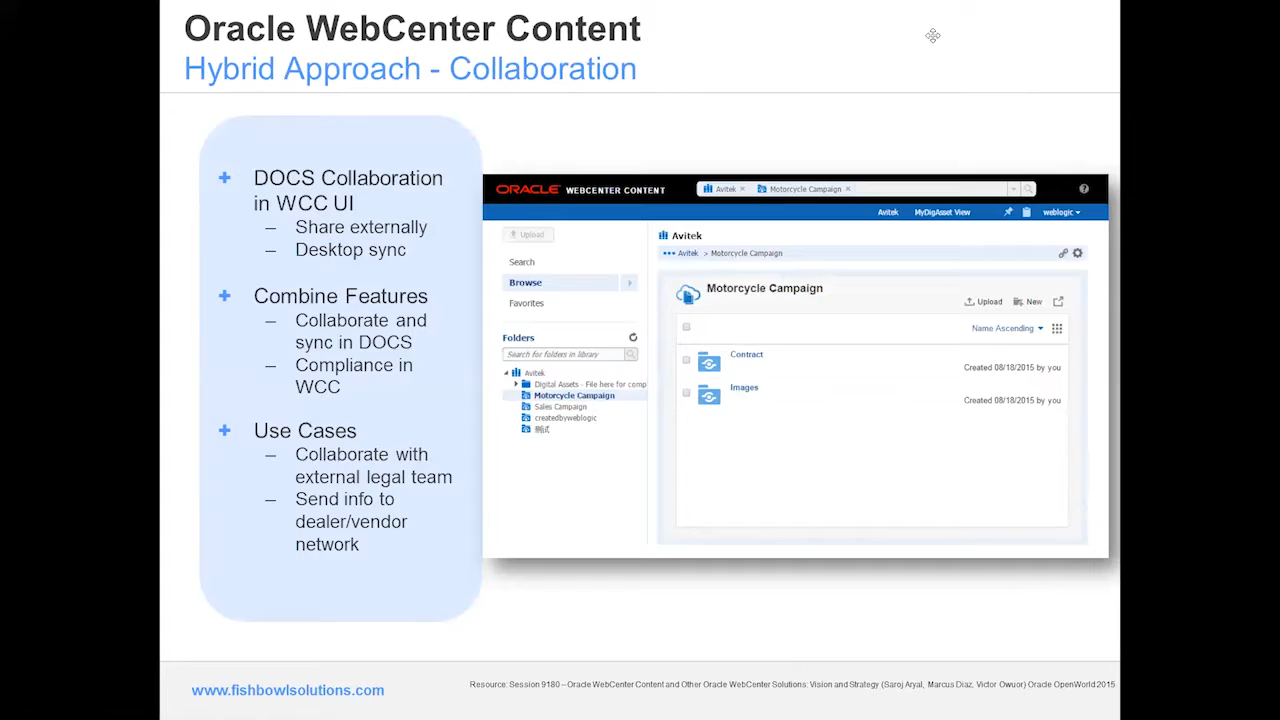 Oracle WebCenter Content
Hybrid Approach - Collaboration
DOCS Collaboration
in WCC UI
– Share externally
– Desktop sync
Combine Features
– Collaborate and
sync in DOCS
– Compliance in
WCC
Use Cases
– Collaborate with
external legal team
– Send info to
dealer/vendor
network
ORACLE WEBCENTER CONTENT
Avitek × Motorcycle Campaign ×
Avitek MyDigAsset View weblogic
Upload
Search
Browse
Favorites
Folders
Search for folders in library
Avitek
Digital Assets - File here for comp
Motorcycle Campaign
Sales Campaign
createdbyweblogic
测试
Avitek
Avitek > Motorcycle Campaign
Motorcycle Campaign
Upload New
Name Ascending
Contract
Created 08/18/2015 by you
Images
Created 08/18/2015 by you
www.fishbowlsolutions.com
Resource: Session 9180 – Oracle WebCenter Content and Other Oracle WebCenter Solutions: Vision and Strategy (Saroj Aryal, Marcus Diaz, Victor Owuor) Oracle OpenWorld 2015